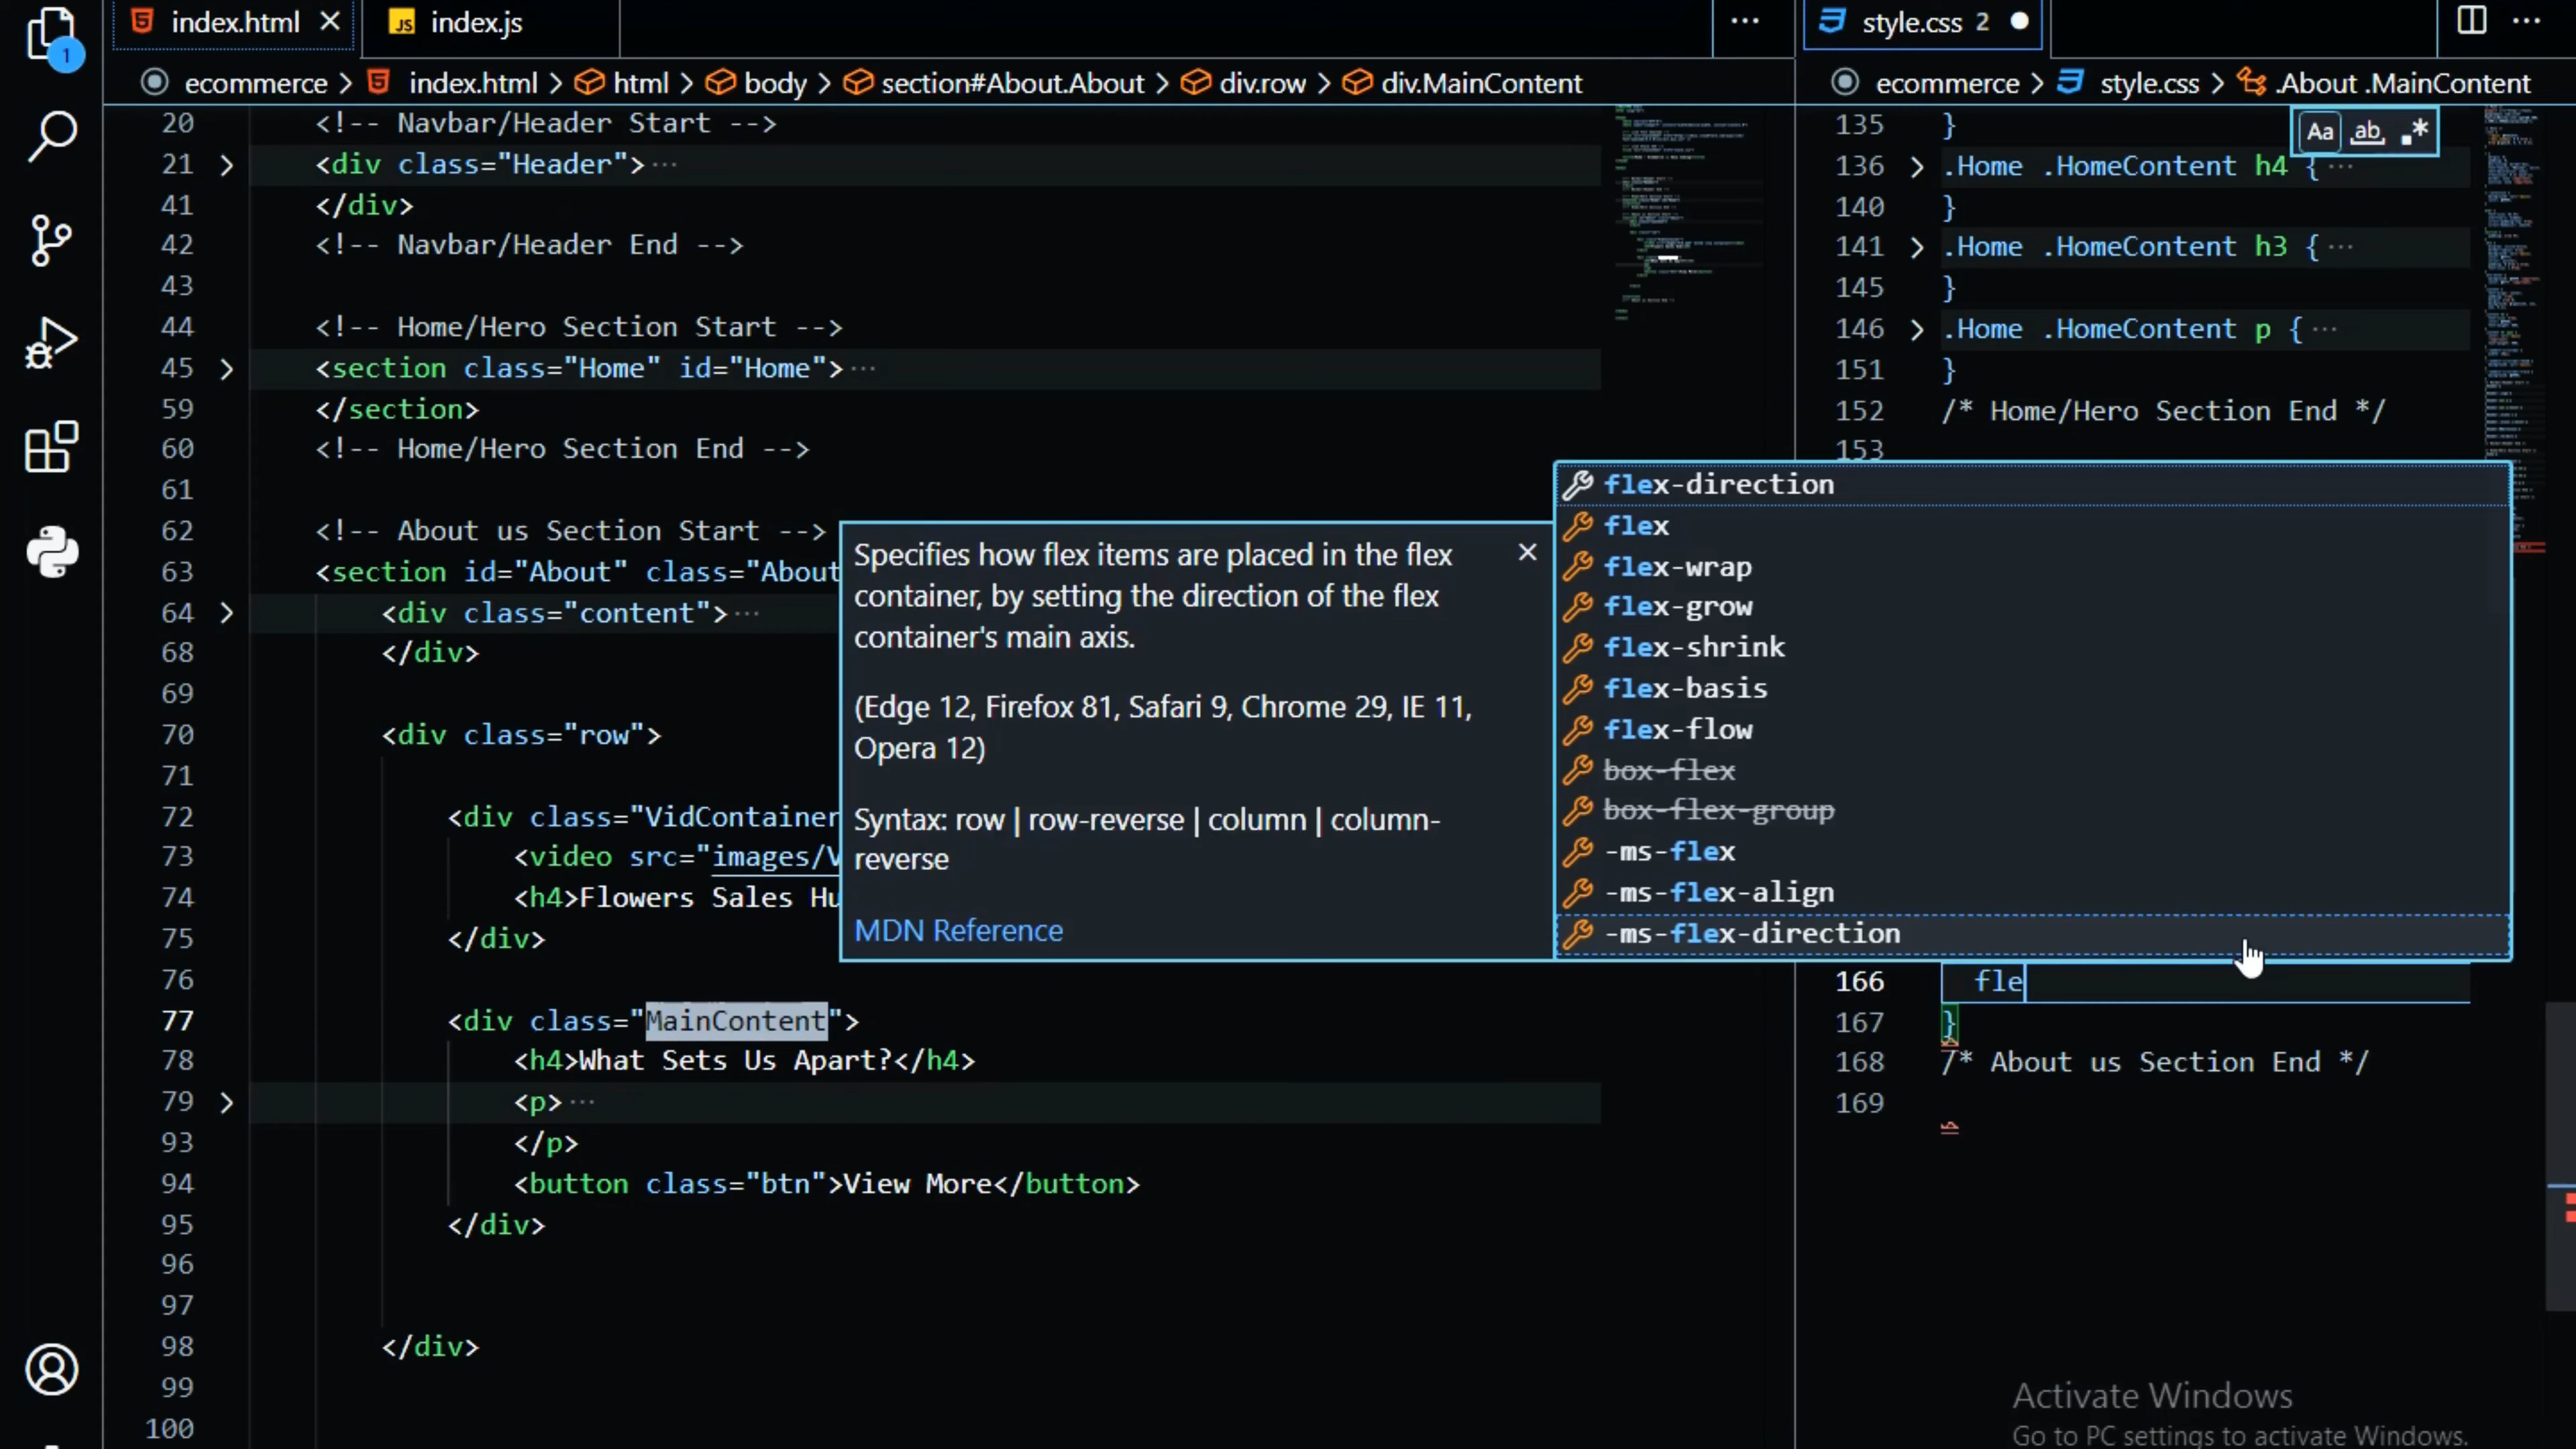 1
index.html
JS index.js
...
style.css 2
...
ecommerce > index.html > html > body > section#About.About > div.row > div.MainContent
ecommerce > style.css > .About .MainContent
Aa ab .*
20 <!-- Navbar/Header Start -->
21 > <div class="Header">...
41 </div>
42 <!-- Navbar/Header End -->
43
44 <!-- Home/Hero Section Start -->
45 > <section class="Home" id="Home">...
59 </section>
60 <!-- Home/Hero Section End -->
61
62 <!-- About us Section Start -->
63 <section id="About" class="About
64 > <div class="content">...
68 </div>
69
70 <div class="row">
71
72 <div class="VidContainer
73 <video src="images/V
74 <h4>Flowers Sales Hu
75 </div>
76
77 <div class="MainContent">
78 <h4>What Sets Us Apart?</h4>
79 > <p>...
93 </p>
94 <button class="btn">View More</button>
95 </div>
96
97
98 </div>
99
100
Specifies how flex items are placed in the flex
container, by setting the direction of the flex
container's main axis.
(Edge 12, Firefox 81, Safari 9, Chrome 29, IE 11,
Opera 12)
Syntax: row | row-reverse | column | column-
reverse
MDN Reference
135 }
136 > .Home .HomeContent h4 {...
140 }
141 > .Home .HomeContent h3 {...
145 }
146 > .Home .HomeContent p {...
151 }
152 /* Home/Hero Section End */
153
flex-direction
flex
flex-wrap
flex-grow
flex-shrink
flex-basis
flex-flow
box-flex
box-flex-group
-ms-flex
-ms-flex-align
-ms-flex-direction
166 fle
167 }
168 /* About us Section End */
169
Activate Windows
Go to PC settings to activate Windows.